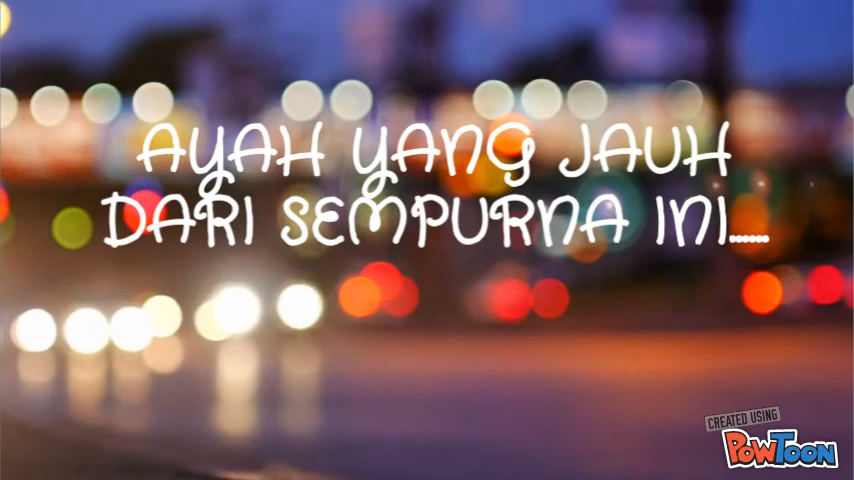 AYAH YANG JAUH
DARI SEMPURNA INI......
CREATED USING
POWTOON